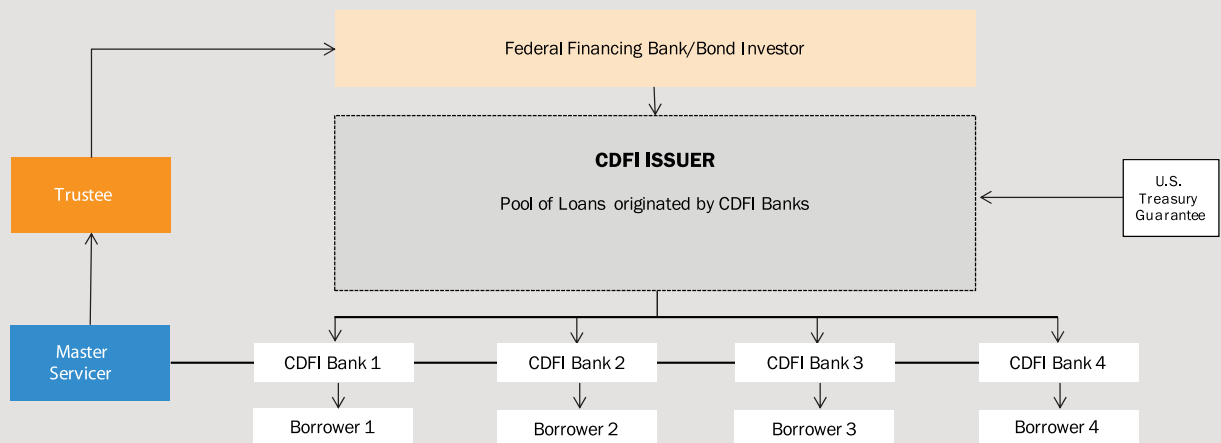 Federal Financing Bank/Bond Investor
CDFI ISSUER
Pool of Loans originated by CDFI Banks
Trustee
U.S.
Treasury
Guarantee
Master
Servicer
CDFI Bank 1
CDFI Bank 2
CDFI Bank 3
CDFI Bank 4
Borrower 1
Borrower 2
Borrower 3
Borrower 4